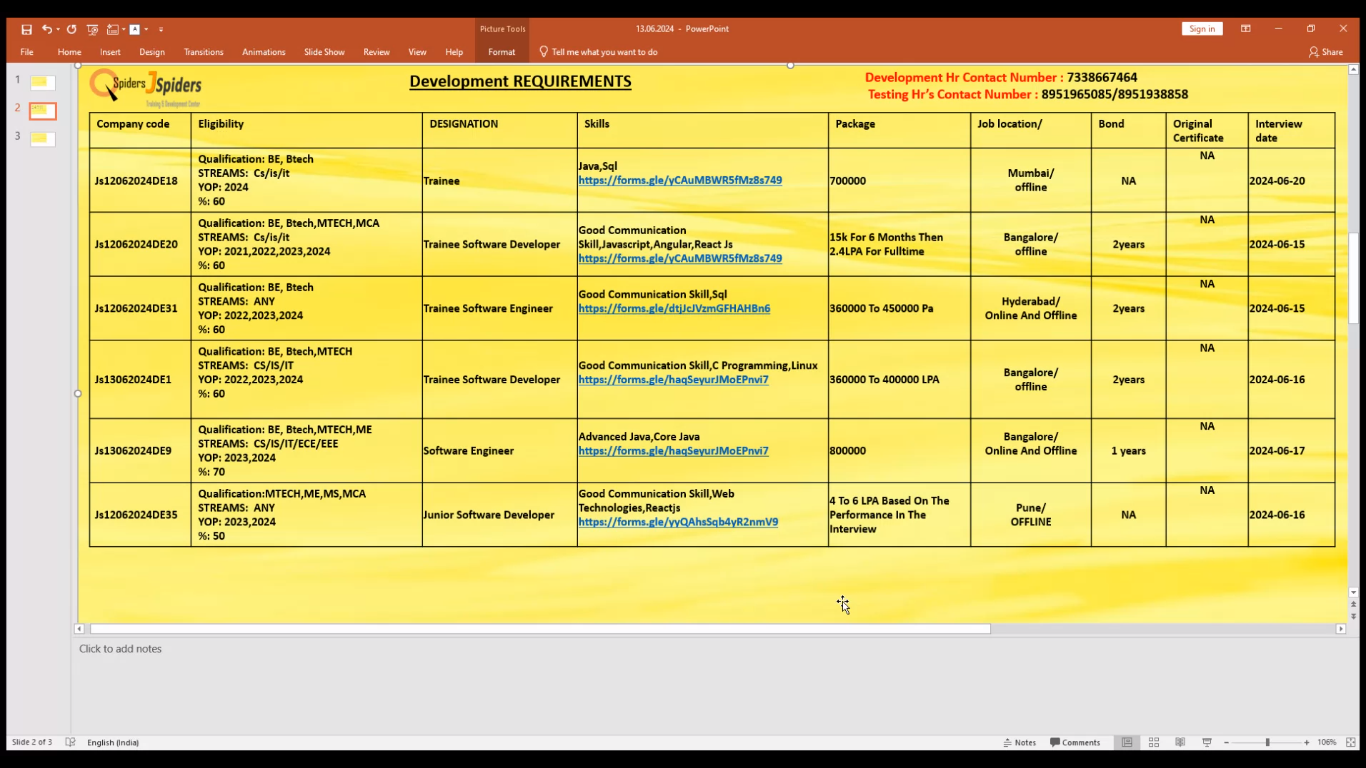 Picture Tools
13.06.2024 - PowerPoint
Sign in
File Home Insert Design Transitions Animations Slide Show Review View Help Format Tell me what you want to do Share
1
2
3
QSpiders JSpiders
Training & Development Center
Development REQUIREMENTS
Development Hr Contact Number : 7338667464
Testing Hr's Contact Number : 8951965085/8951938858
Company code Eligibility DESIGNATION Skills Package Job location/ Bond Original Certificate Interview date
Js12062024DE18
Qualification: BE, Btech
STREAMS: Cs/is/it
YOP: 2024
%: 60
Trainee
Java,Sql
https://forms.gle/yCAuMBWR5fMz8s749
700000
Mumbai/
offline
NA
NA
2024-06-20
Js12062024DE20
Qualification: BE, Btech,MTECH,MCA
STREAMS: Cs/is/it
YOP: 2021,2022,2023,2024
%: 60
Trainee Software Developer
Good Communication
Skill,Javascript,Angular,React Js
https://forms.gle/yCAuMBWR5fMz8s749
15k For 6 Months Then
2.4LPA For Fulltime
Bangalore/
offline
2years
NA
2024-06-15
Js12062024DE31
Qualification: BE, Btech
STREAMS: ANY
YOP: 2022,2023,2024
%: 60
Trainee Software Engineer
Good Communication Skill,Sql
https://forms.gle/dtjJcJVzmGFHAHBn6
360000 To 450000 Pa
Hyderabad/
Online And Offline
2years
NA
2024-06-15
Js13062024DE1
Qualification: BE, Btech,MTECH
STREAMS: CS/IS/IT
YOP: 2022,2023,2024
%: 60
Trainee Software Developer
Good Communication Skill,C Programming,Linux
https://forms.gle/haqSeyurJMoEPnvi7
360000 To 400000 LPA
Bangalore/
offline
2years
NA
2024-06-16
Js13062024DE9
Qualification: BE, Btech,MTECH,ME
STREAMS: CS/IS/IT/ECE/EEE
YOP: 2023,2024
%: 70
Software Engineer
Advanced Java,Core Java
https://forms.gle/haqSeyurJMoEPnvi7
800000
Bangalore/
Online And Offline
1 years
NA
2024-06-17
Js12062024DE35
Qualification:MTECH,ME,MS,MCA
STREAMS: ANY
YOP: 2023,2024
%: 50
Junior Software Developer
Good Communication Skill,Web
Technologies,Reactjs
https://forms.gle/yyQAhsSqb4yR2nmV9
4 To 6 LPA Based On The
Performance In The
Interview
Pune/
OFFLINE
NA
NA
2024-06-16
Click to add notes
Slide 2 of 3 English (India) Notes Comments 106%